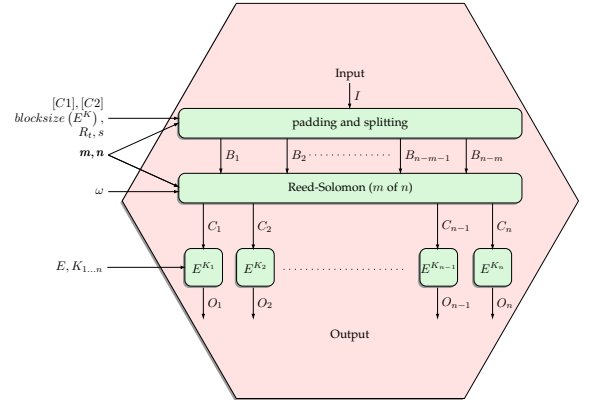 Input
I
[C1], [C2]
blocksize (E^K) ,
R_t, s
padding and splitting
m, n
B_1 B_2 ............... B_{n-m-1} B_{n-m}
ω
Reed-Solomon (m of n)
C_1 C_2 C_{n-1} C_n
E, K_{1...n}
E^{K_1} E^{K_2} ..................... E^{K_{n-1}} E^{K_n}
O_1 O_2 O_{n-1} O_n
Output